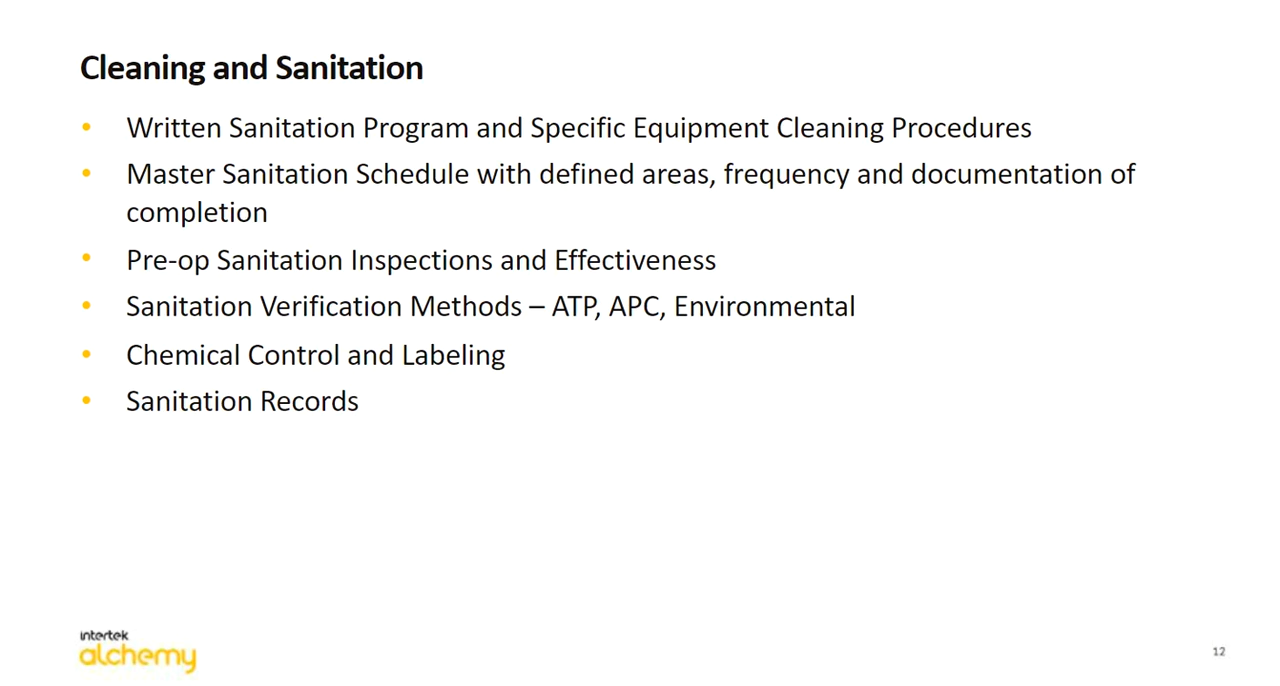 Cleaning and Sanitation
• Written Sanitation Program and Specific Equipment Cleaning Procedures
• Master Sanitation Schedule with defined areas, frequency and documentation of
completion
• Pre-op Sanitation Inspections and Effectiveness
• Sanitation Verification Methods – ATP, APC, Environmental
• Chemical Control and Labeling
• Sanitation Records
intertek
alchemy
12